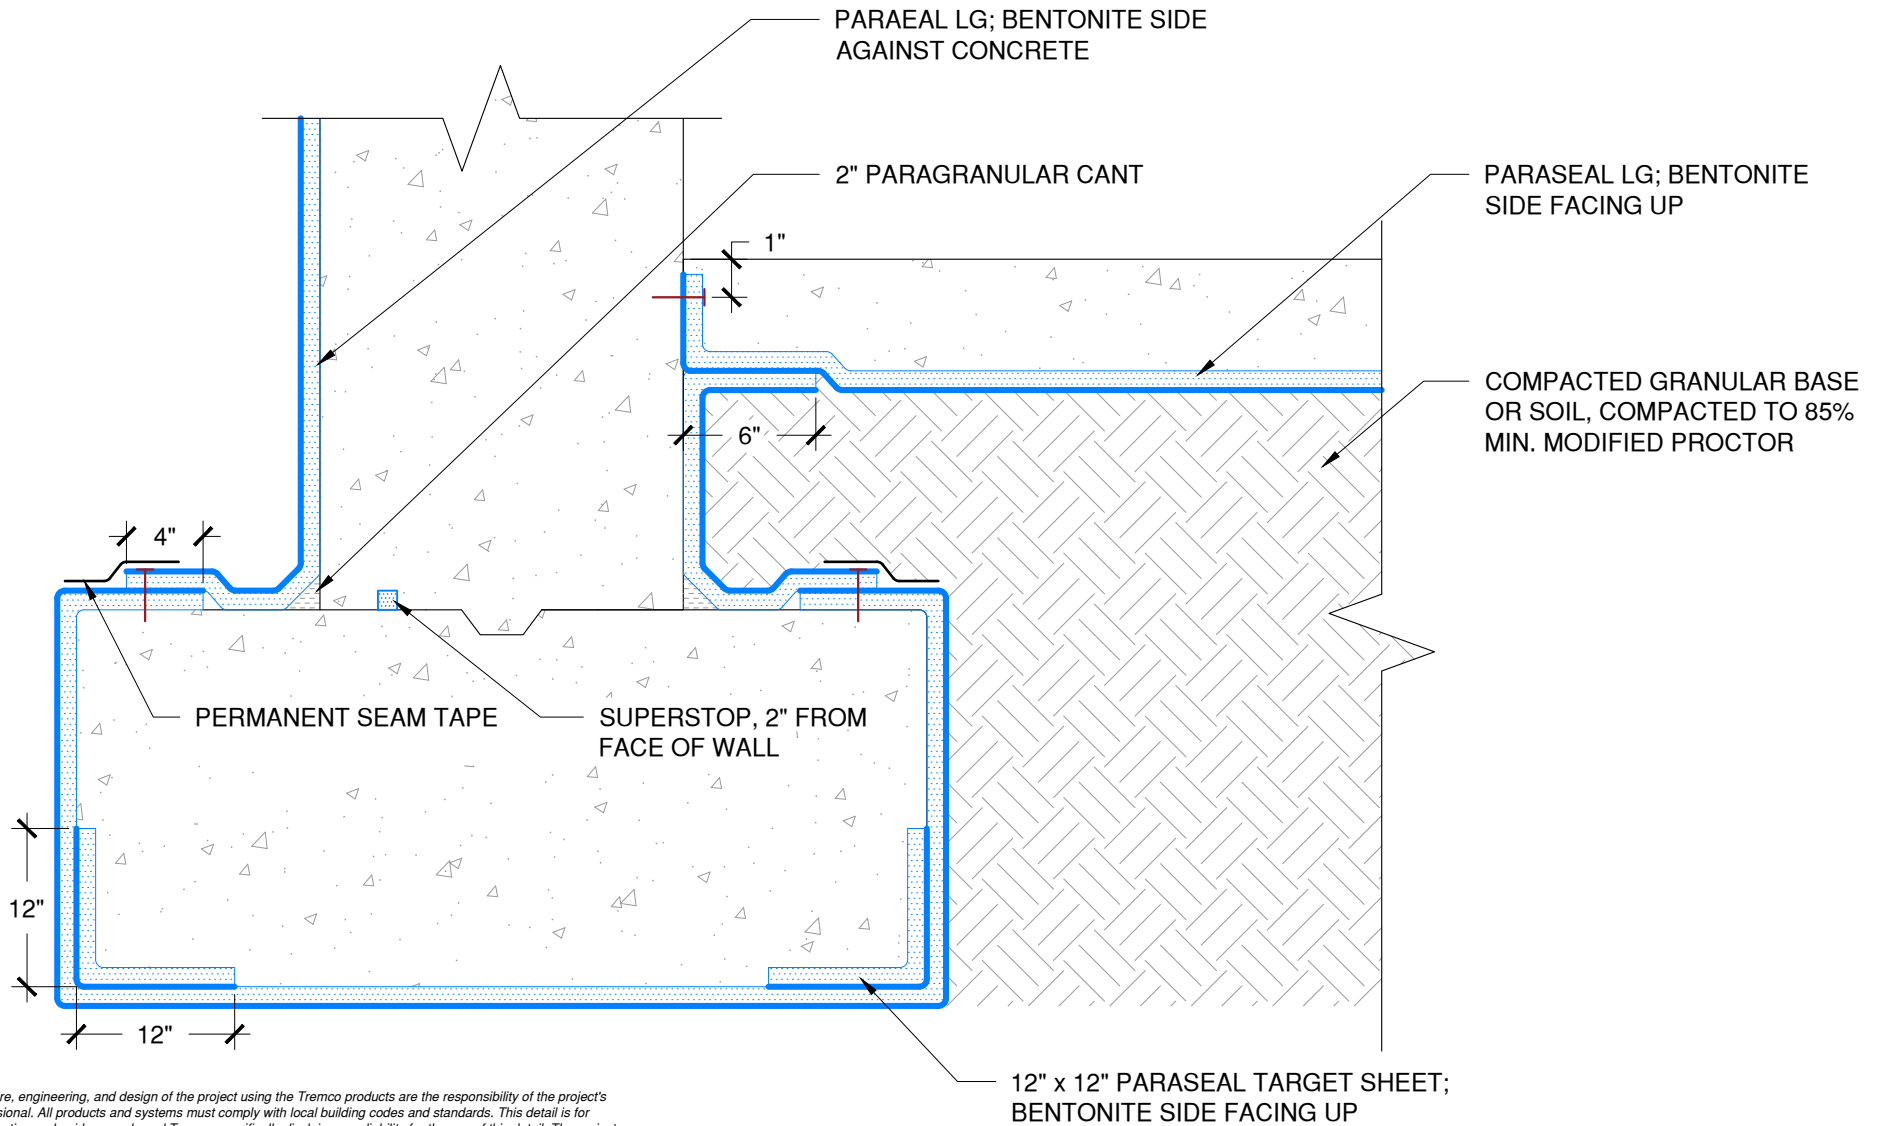 PARAEAL LG; BENTONITE SIDE
AGAINST CONCRETE
2" PARAGRANULAR CANT
PARASEAL LG; BENTONITE
SIDE FACING UP
1"
COMPACTED GRANULAR BASE
OR SOIL, COMPACTED TO 85%
MIN. MODIFIED PROCTOR
6"
4"
PERMANENT SEAM TAPE
SUPERSTOP, 2" FROM
FACE OF WALL
12"
12"
12" x 12" PARASEAL TARGET SHEET;
BENTONITE SIDE FACING UP
re, engineering, and design of the project using the Tremco products are the responsibility of the project's
sional. All products and systems must comply with local building codes and standards. This detail is for